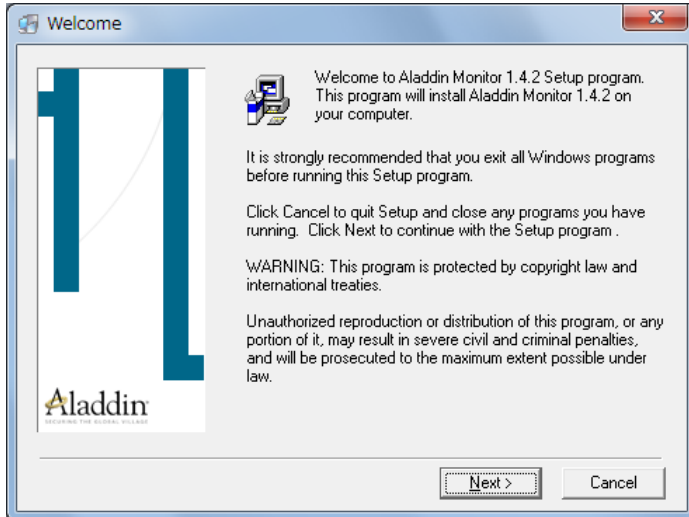 Welcome
Welcome to Aladdin Monitor 1.4.2 Setup program.
This program will install Aladdin Monitor 1.4.2 on
your computer.
It is strongly recommended that you exit all Windows programs
before running this Setup program.
Click Cancel to quit Setup and close any programs you have
running. Click Next to continue with the Setup program .
WARNING: This program is protected by copyright law and
international treaties.
Unauthorized reproduction or distribution of this program, or any
portion of it, may result in severe civil and criminal penalties,
and will be prosecuted to the maximum extent possible under
law.
Aladdin
SECURING THE GLOBAL VILLAGE
Next >
Cancel